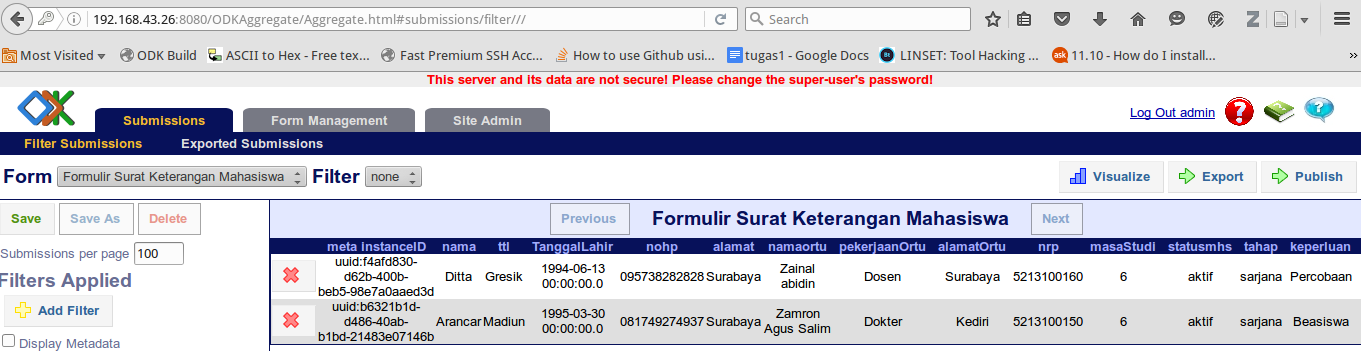 192.168.43.26:8080/ODKAggregate/Aggregate.html#submissions/filter///
Search
Most Visited
ODK Build
ASCII to Hex - Free tex...
Fast Premium SSH Acc...
How to use Github usi...
tugas1 - Google Docs
LINSET: Tool Hacking ...
11.10 - How do I install...
This server and its data are not secure! Please change the super-user's password!
Submissions
Form Management
Site Admin
Log Out admin
Filter Submissions
Exported Submissions
Form Formulir Surat Keterangan Mahasiswa Filter none
Visualize
Export
Publish
Save
Save As
Delete
Previous
Formulir Surat Keterangan Mahasiswa
Next
Submissions per page 100
Filters Applied
Add Filter
Display Metadata
meta instanceID nama ttl TanggalLahir nohp alamat namaortu pekerjaanOrtu alamatOrtu nrp masaStudi statusmhs tahap keperluan
uuid:f4afd830-
d62b-400b-
beb5-98e7a0aaed3d
Ditta
Gresik
1994-06-13
00:00:00.0
095738282828
Surabaya
Zainal
abidin
Dosen
Surabaya
5213100160
6
aktif
sarjana
Percobaan
uuid:b6321b1d-
d486-40ab-
b1bd-21483e07146b
Arancar
Madiun
1995-03-30
00:00:00.0
081749274937
Surabaya
Zamron
Agus Salim
Dokter
Kediri
5213100150
6
aktif
sarjana
Beasiswa